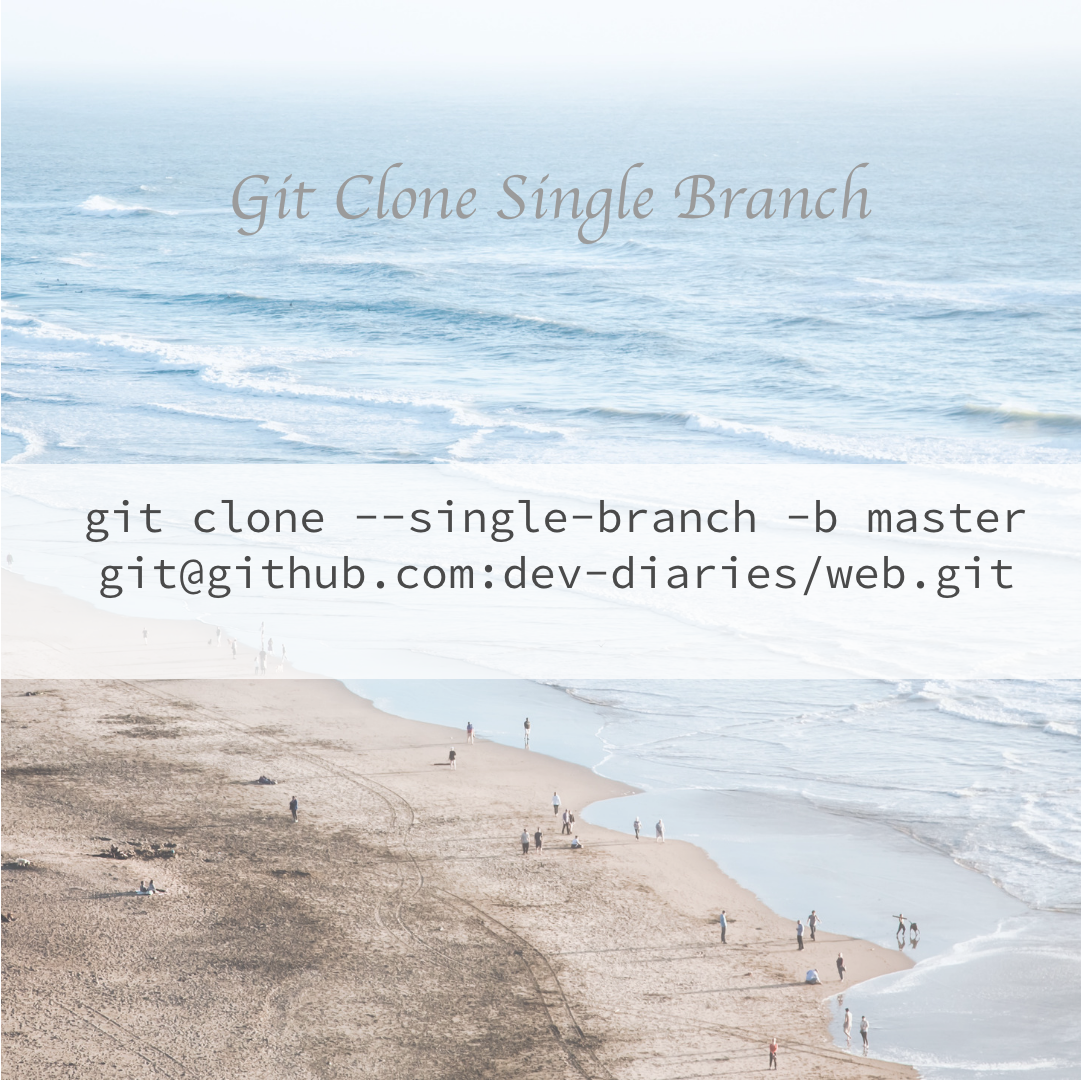 Git Clone Single Branch
git clone --single-branch -b master
git@github.com:dev-diaries/web.git